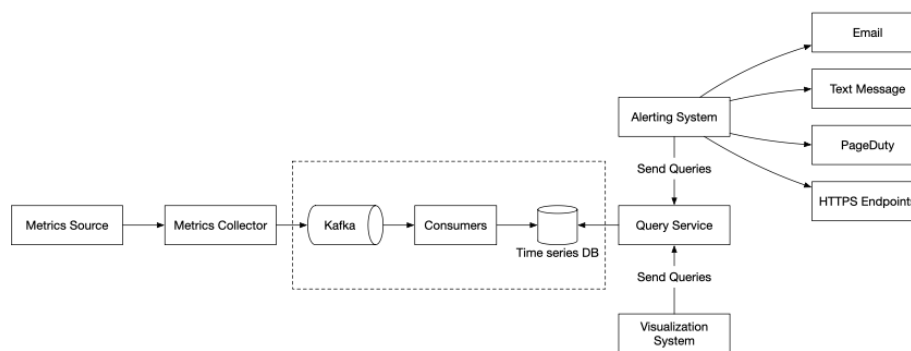 Email
Text Message
Alerting System
PageDuty
Send Queries
HTTPS Endpoints
Metrics Source
Metrics Collector
Kafka
Consumers
Query Service
Time series DB
Send Queries
Visualization
System